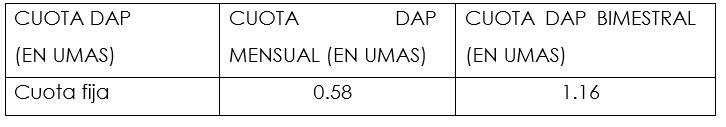 CUOTA DAP
(EN UMAS)
CUOTA DAP
MENSUAL (EN UMAS)
CUOTA DAP BIMESTRAL
(EN UMAS)
Cuota fija
0.58
1.16